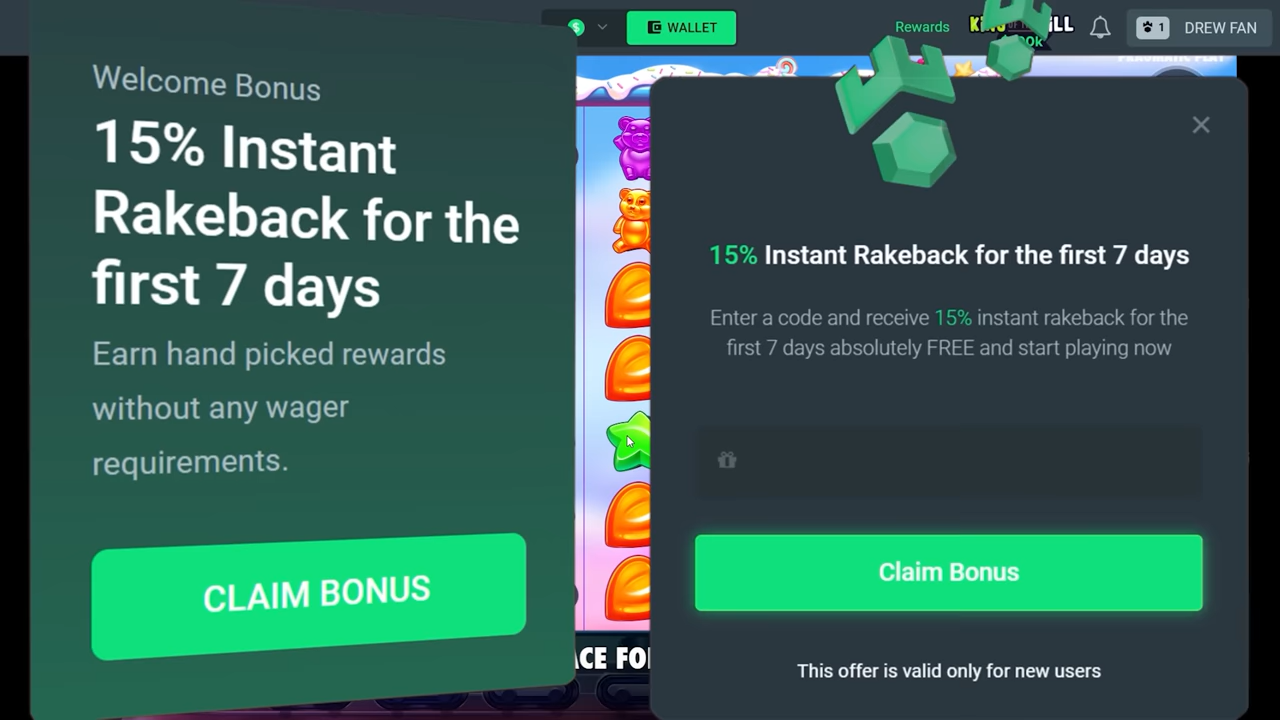 WALLET
Rewards
1
DREW FAN
PRAGMATIC PLAY
Welcome Bonus
15% Instant
Rakeback for the
first 7 days
Earn hand picked rewards
without any wager
requirements.
CLAIM BONUS
15% Instant Rakeback for the first 7 days
Enter a code and receive 15% instant rakeback for the
first 7 days absolutely FREE and start playing now
Claim Bonus
This offer is valid only for new users